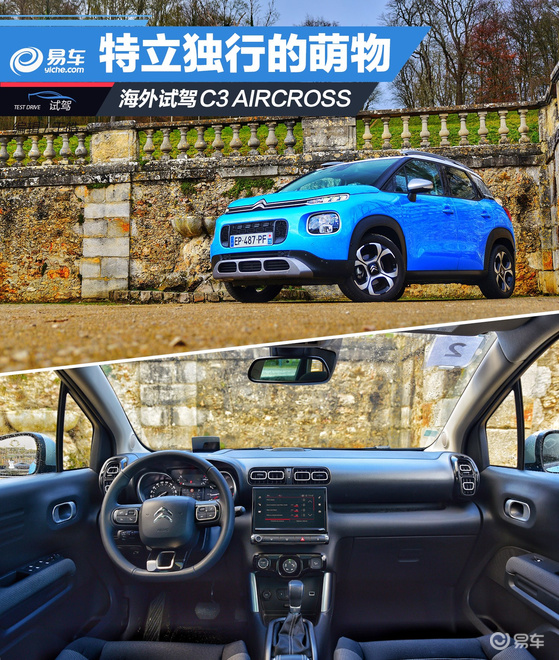 易车
yiche.com
特立独行的萌物
TEST DRIVE 试驾
海外试驾 C3 AIRCROSS
EP-487-PF
2
易车